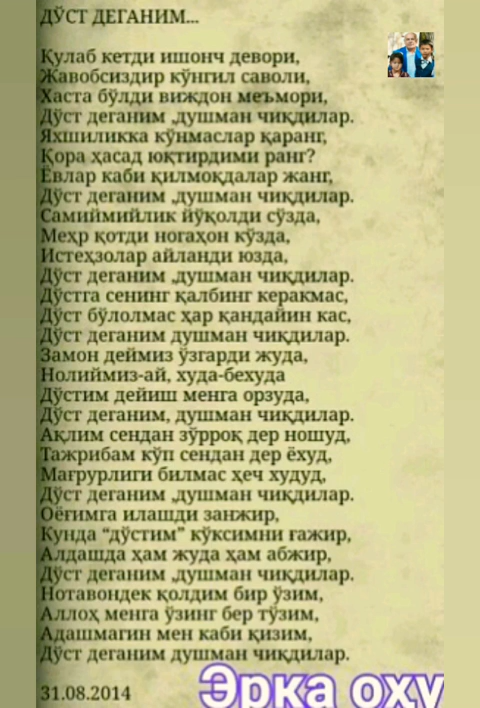 ДЎСТ ДЕГАНИМ...
Қулаб кетди ишонч девори,
Жавобсиздир кўнгил саволи,
Хаста бўлди виждон меъмори,
Дўст деганим ,душман чиқдилар.
Яхшиликка кўнмаслар қаранг,
Қора ҳасад юқтирдими ранг?
Ёвлар каби қилмоқдалар жанг,
Дўст деганим ,душман чиқдилар.
Самиймийлик йўқолди сўзда,
Меҳр қотди ногаҳон кўзда,
Истеҳзолар айланди юзда,
Дўст деганим ,душман чиқдилар.
Дўстга сенинг қалбинг керакмас,
Дўст бўлолмас ҳар қандайин кас,
Дўст деганим душман чиқдилар.
Замон деймиз ўзгарди жуда,
Нолиймиз-ай, худа-бехуда
Дўстим дейиш менга орзуда,
Дўст деганим, душман чиқдилар.
Ақлим сендан зўрроқ дер ношуд,
Тажрибам кўп сендан дер ёхуд,
Мағрурлиги билмас ҳеч худуд,
Дўст деганим ,душман чиқдилар.
Оёғимга илашди занжир,
Кунда “дўстим” кўксимни ғажир,
Алдашда ҳам жуда ҳам абжир,
Дўст деганим ,душман чиқдилар.
Нотавондек қолдим бир ўзим,
Аллоҳ менга ўзинг бер тўзим,
Адашмагин мен каби қизим,
Дўст деганим душман чиқдилар.
31.08.2014
Эрка оху